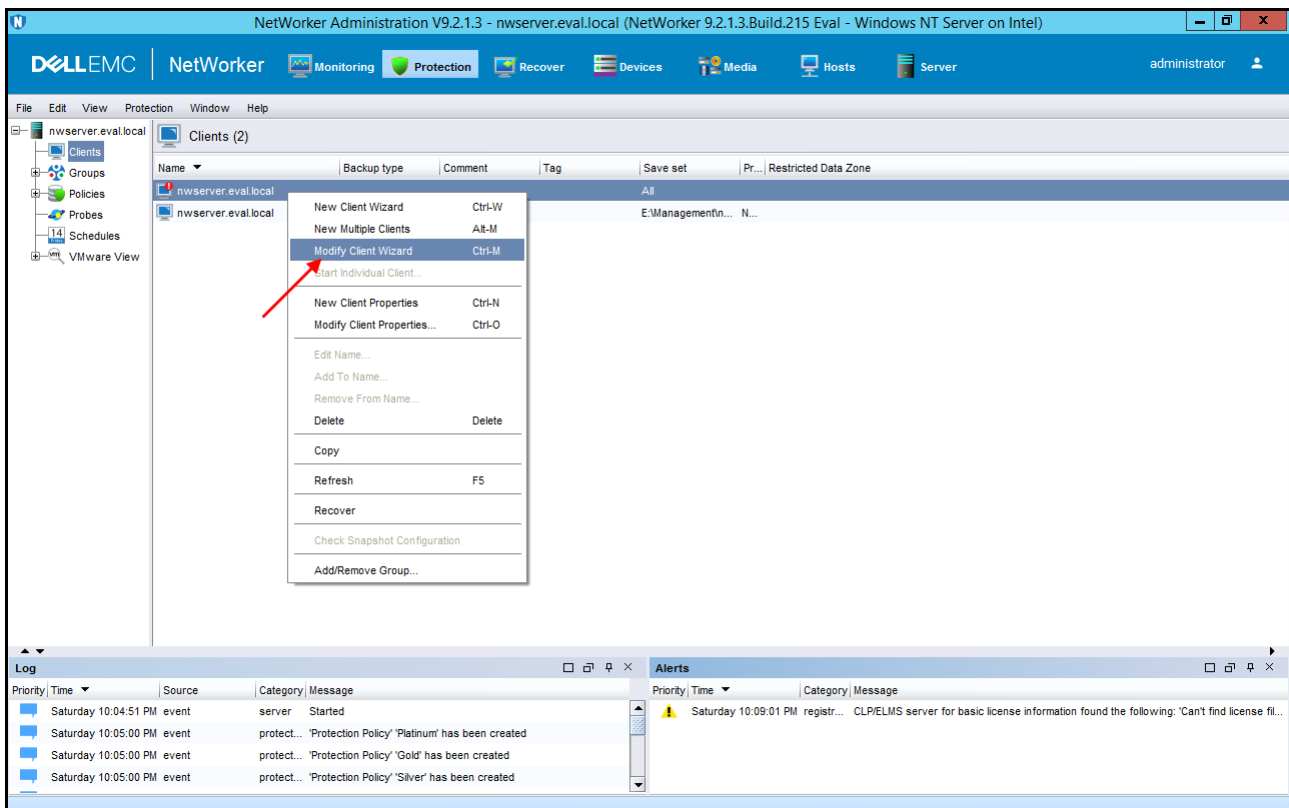 NetWorker Administration V9.2.1.3 - nwserver.eval.local (NetWorker 9.2.1.3.Build.215 Eval - Windows NT Server on Intel)
DELLEMC NetWorker Monitoring Protection Recover Devices Media Hosts Server administrator
File Edit View Protection Window Help
nwserver.eval.local
Clients
Groups
Policies
Probes
14 Schedules
vm VMware View
Clients (2)
Name Backup type Comment Tag Save set Pr... Restricted Data Zone
nwserver.eval.local All
nwserver.eval.local E:\Management\n... N...
New Client Wizard Ctrl-W
New Multiple Clients Alt-M
Modify Client Wizard Ctrl-M
Start Individual Client...
New Client Properties Ctrl-N
Modify Client Properties... Ctrl-O
Edit Name...
Add To Name...
Remove From Name...
Delete Delete
Copy
Refresh F5
Recover
Check Snapshot Configuration
Add/Remove Group...
Log
Priority Time Source Category Message
Saturday 10:04:51 PM event server Started
Saturday 10:05:00 PM event protect... 'Protection Policy' 'Platinum' has been created
Saturday 10:05:00 PM event protect... 'Protection Policy' 'Gold' has been created
Saturday 10:05:00 PM event protect... 'Protection Policy' 'Silver' has been created
Alerts
Priority Time Category Message
Saturday 10:09:01 PM registr... CLP/ELMS server for basic license information found the following: 'Can't find license fil...